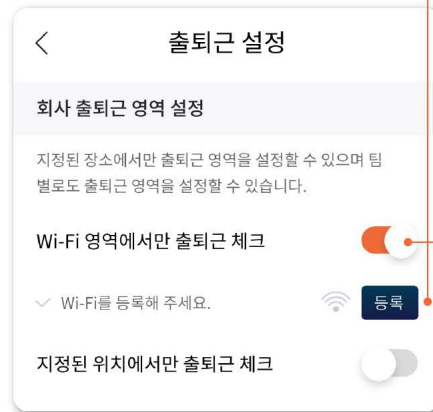 출퇴근 설정
회사 출퇴근 영역 설정
지정된 장소에서만 출퇴근 영역을 설정할 수 있으며 팀
별로도 출퇴근 영역을 설정할 수 있습니다.
Wi-Fi 영역에서만 출퇴근 체크
Wi-Fi를 등록해 주세요.
등록
지정된 위치에서만 출퇴근 체크